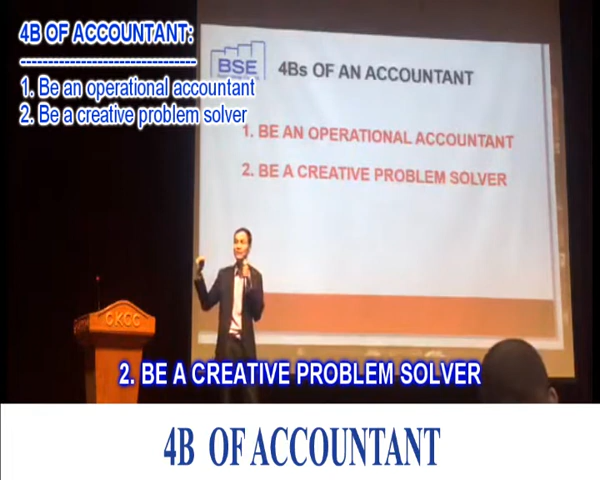 4B OF ACCOUNTANT:
--------------------------------
1. Be an operational accountant
2. Be a creative problem solver
BSE
4Bs OF AN ACCOUNTANT
1. BE AN OPERATIONAL ACCOUNTANT
2. BE A CREATIVE PROBLEM SOLVER
CKCC
2. BE A CREATIVE PROBLEM SOLVER
4B OF ACCOUNTANT